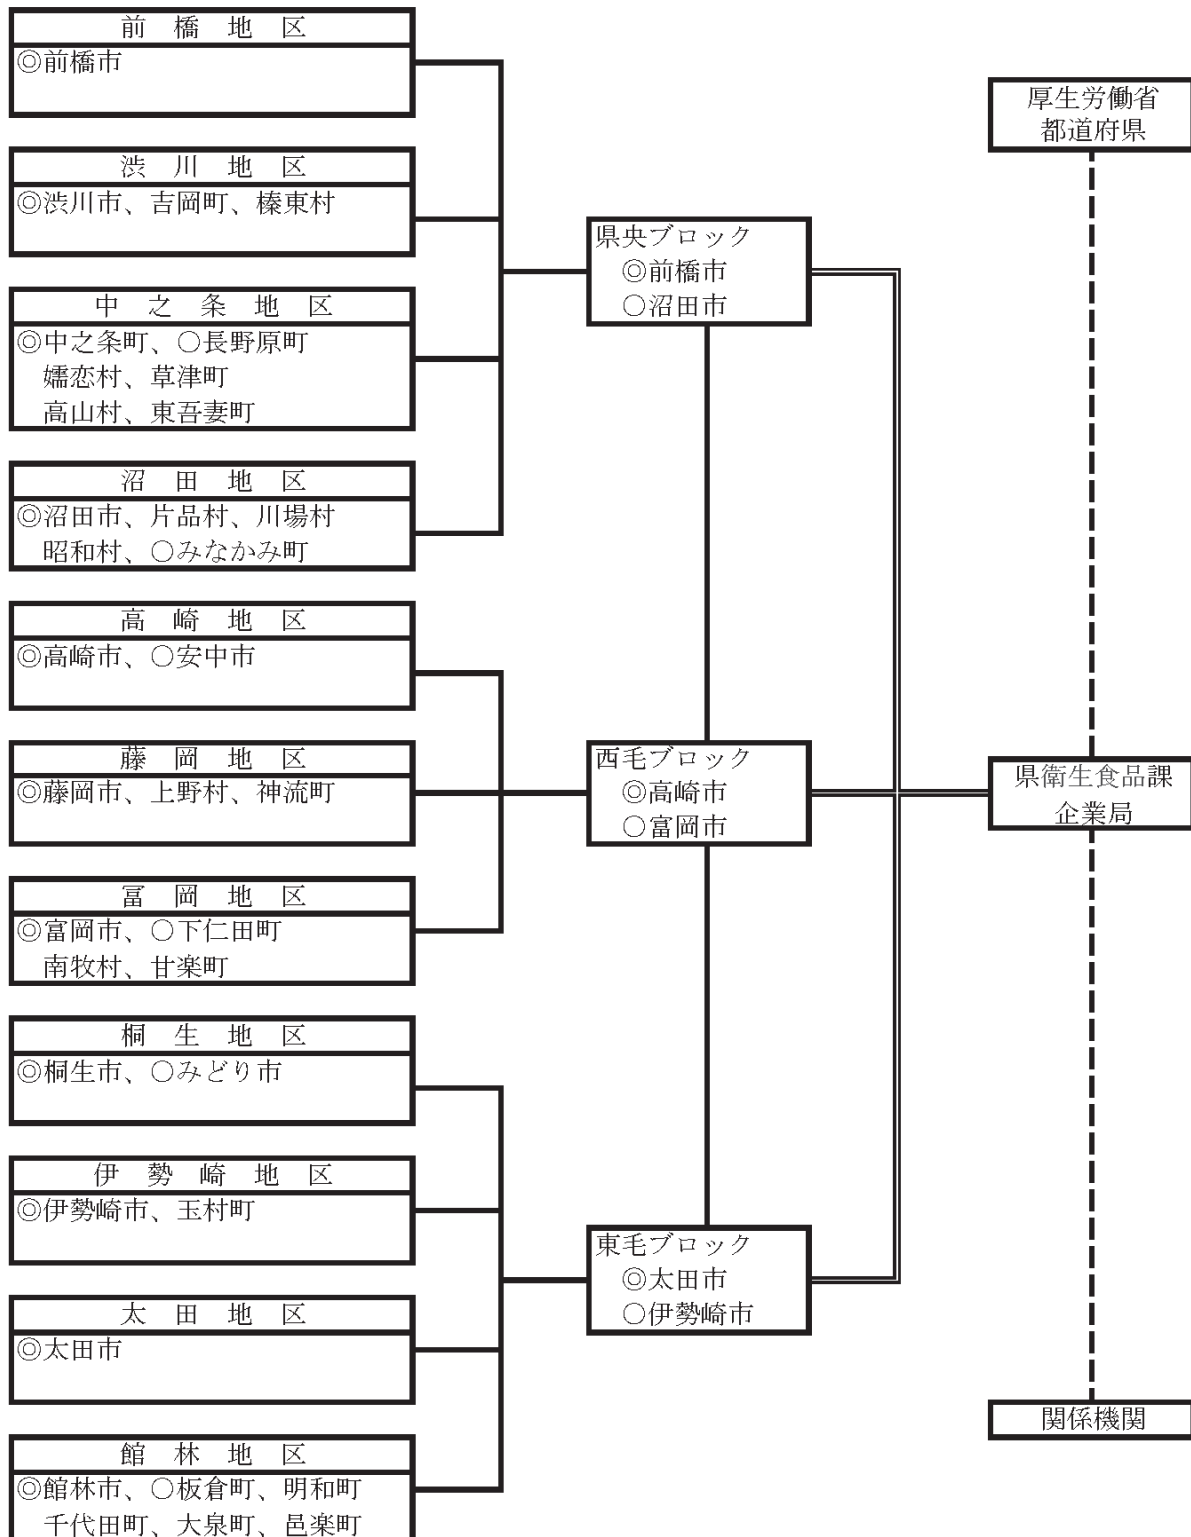 前橋地区
◎前橋市
渋川地区
◎渋川市、吉岡町、榛東村
中之条地区
◎中之条町、○長野原町
嬬恋村、草津町
高山村、東吾妻町
沼田地区
◎沼田市、片品村、川場村
昭和村、○みなかみ町
高崎地区
◎高崎市、○安中市
藤岡地区
◎藤岡市、上野村、神流町
冨岡地区
◎富岡市、○下仁田町
南牧村、甘楽町
桐生地区
◎桐生市、○みどり市
伊勢崎地区
◎伊勢崎市、玉村町
太田地区
◎太田市
館林地区
◎館林市、○板倉町、明和町
千代田町、大泉町、邑楽町
県央ブロック
◎前橋市
○沼田市
西毛ブロック
◎高崎市
○富岡市
東毛ブロック
◎太田市
○伊勢崎市
厚生労働省
都道府県
県衛生食品課
企業局
関係機関